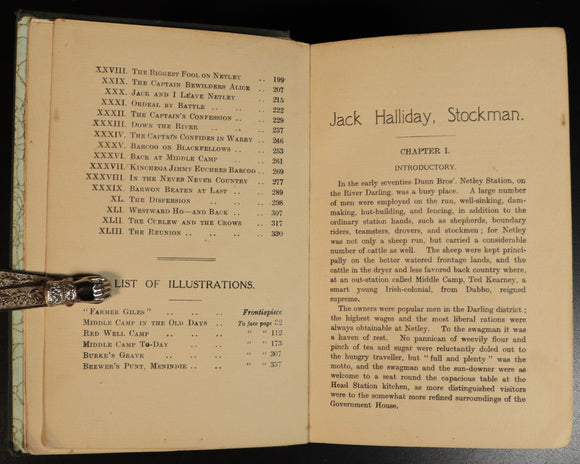 XXVIII. The Biggest Fool on Netley .. 199
XXIX. The Captain Bewilders Alice .. 207
XXX. Jack and I Leave Netley .. 215
XXXI. Ordeal by Battle .. .. .. 222
XXXII. The Captain's Confession .. .. 229
XXXIII. Down the River .. .. .. 237
XXXIV. The Captain Confides in Warry .. 246
XXXV. Barcoo on Blackfellows .. .. 253
XXXVI. Back at Middle Camp .. .. 261
XXXVII. Kinchega Jimmy Euchres Barcoo .. 269
XXXVIII. In the Never Never Country .. 277
XXXIX. Barwon Beaten at Last .. .. 289
XL. The Dispersion .. .. .. 298
XLI. Westward Ho—and Back .. .. 307
XLII. The Curlew and the Crows .. 317
XLIII. The Reunion .. .. .. .. 330
LIST OF ILLUSTRATIONS.
"Farmer Giles" .. .. .. Frontispiece
Middle Camp in the Old Days .. To face page 32
Red Well Camp .. .. .. " " 112
Middle Camp To-Day .. .. " " 173
Burke's Grave .. .. .. " " 307
Brewer's Punt, Menindie .. .. " " 337
Jack Halliday, Stockman.
CHAPTER I.
INTRODUCTORY.
In the early seventies Dunn Bros'. Netley Station, on
the River Darling, was a busy place. A large number
of men were employed on the run, well-sinking, dam-
making, hut-building, and fencing, in addition to the
ordinary station hands, such as shepherds, boundary
riders, teamsters, drovers, and stockmen; for Netley
was not only a sheep run, but carried a considerable
number of cattle as well. The sheep were kept princi-
pally on the better watered frontage lands, and the
cattle in the dryer and less favored back country where,
at an out-station called Middle Camp, Ted Kearney, a
smart young Irish-colonial, from Dubbo, reigned
supreme.
The owners were popular men in the Darling district;
the highest wages and the most liberal rations were
always obtainable at Netley. To the swagman it was
a haven of rest. No pannican of weevily flour and
pinch of tea and sugar were reluctantly doled out to
the hungry traveller, but "full and plenty" was the
motto, and the swagman and the sun-downer were as
welcome to a seat round the capacious table at the
Head Station kitchen, as more distinguished visitors
were to the somewhat more refined surroundings of the
Government House.